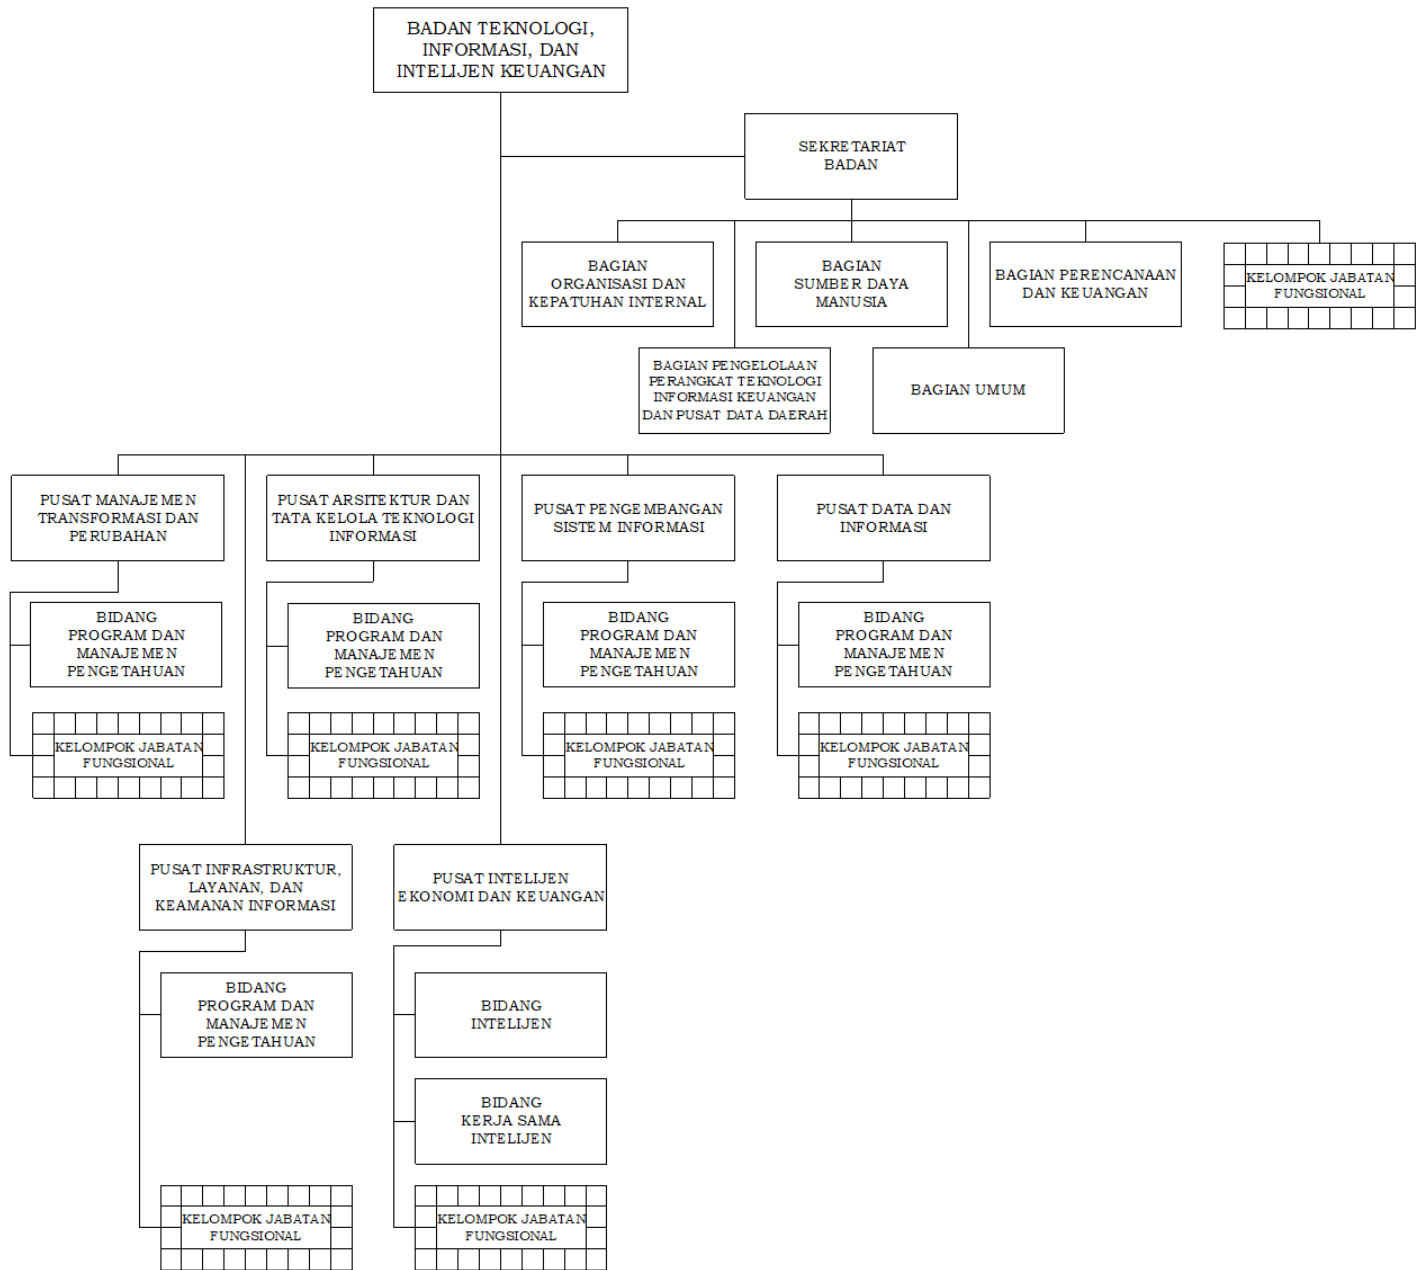 BADAN TEKNOLOGI,
INFORMASI, DAN
INTELIJEN KEUANGAN
SEKRETARIAT
BADAN
BAGIAN
ORGANISASI DAN
KEPATUHAN INTERNAL
BAGIAN
SUMBER DAYA
MANUSIA
BAGIAN PERENCANAAN
DAN KEUANGAN
KELOMPOK JABATAN
FUNGSIONAL
BAGIAN PENGELOLAAN
PERANGKAT TEKNOLOGI
INFORMASI KEUANGAN
DAN PUSAT DATA DAERAH
BAGIAN UMUM
PUSAT MANAJEMEN
TRANSFORMASI DAN
PERUBAHAN
PUSAT ARSITEKTUR DAN
TATA KELOLA TEKNOLOGI
INFORMASI
PUSAT PENGEMBANGAN
SISTEM INFORMASI
PUSAT DATA DAN
INFORMASI
BIDANG
PROGRAM DAN
MANAJEMEN
PENGETAHUAN
BIDANG
PROGRAM DAN
MANAJEMEN
PENGETAHUAN
BIDANG
PROGRAM DAN
MANAJEMEN
PENGETAHUAN
BIDANG
PROGRAM DAN
MANAJEMEN
PENGETAHUAN
KELOMPOK JABATAN
FUNGSIONAL
KELOMPOK JABATAN
FUNGSIONAL
KELOMPOK JABATAN
FUNGSIONAL
KELOMPOK JABATAN
FUNGSIONAL
PUSAT INFRASTRUKTUR,
LAYANAN, DAN
KEAMANAN INFORMASI
PUSAT INTELIJEN
EKONOMI DAN KEUANGAN
BIDANG
PROGRAM DAN
MANAJEMEN
PENGETAHUAN
BIDANG
INTELIJEN
BIDANG
KERJA SAMA
INTELIJEN
KELOMPOK JABATAN
FUNGSIONAL
KELOMPOK JABATAN
FUNGSIONAL